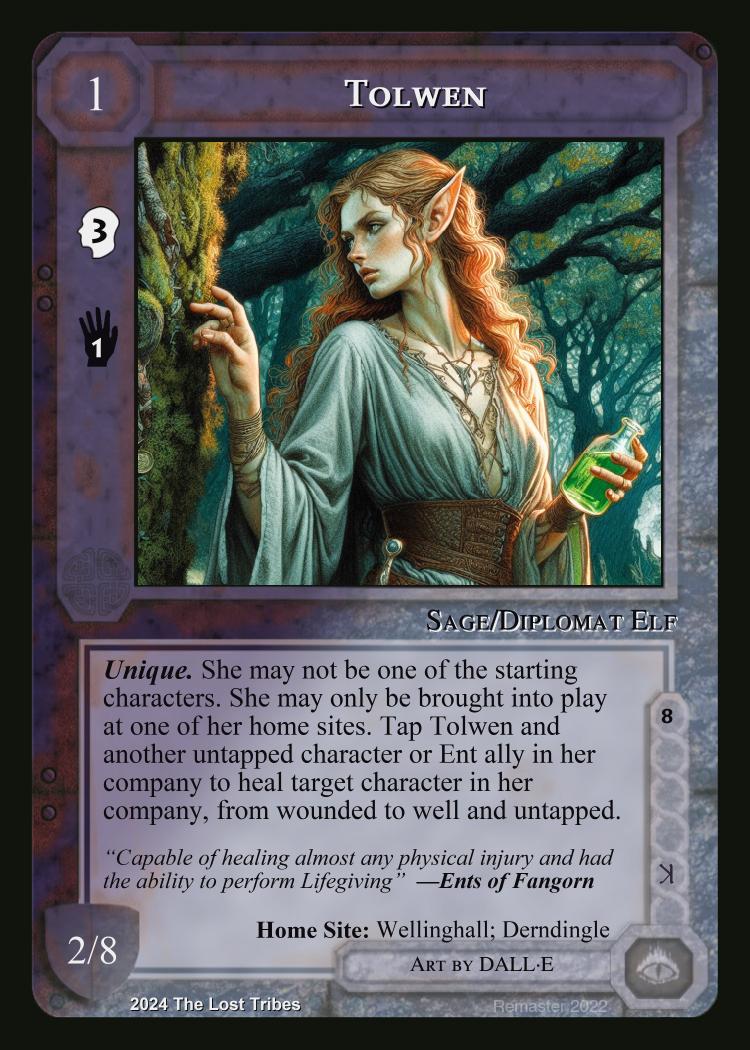 1
Tolwen
3
1
Sage/Diplomat Elf
Unique. She may not be one of the starting
characters. She may only be brought into play
at one of her home sites. Tap Tolwen and
another untapped character or Ent ally in her
company to heal target character in her
company, from wounded to well and untapped.
8
“Capable of healing almost any physical injury and had
the ability to perform Lifegiving” —Ents of Fangorn
Home Site: Wellinghall; Derndingle
2/8
Art by DALL·E
2024 The Lost Tribes
Remaster 2022